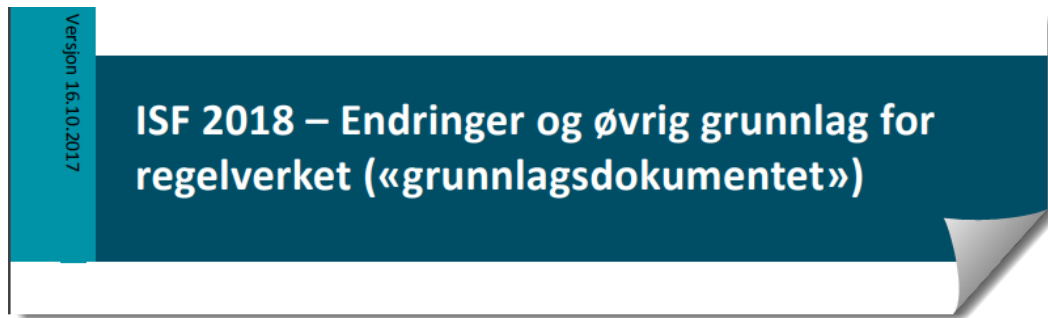 Versjon 16.10.2017
ISF 2018 – Endringer og øvrig grunnlag for
regelverket («grunnlagsdokumentet»)